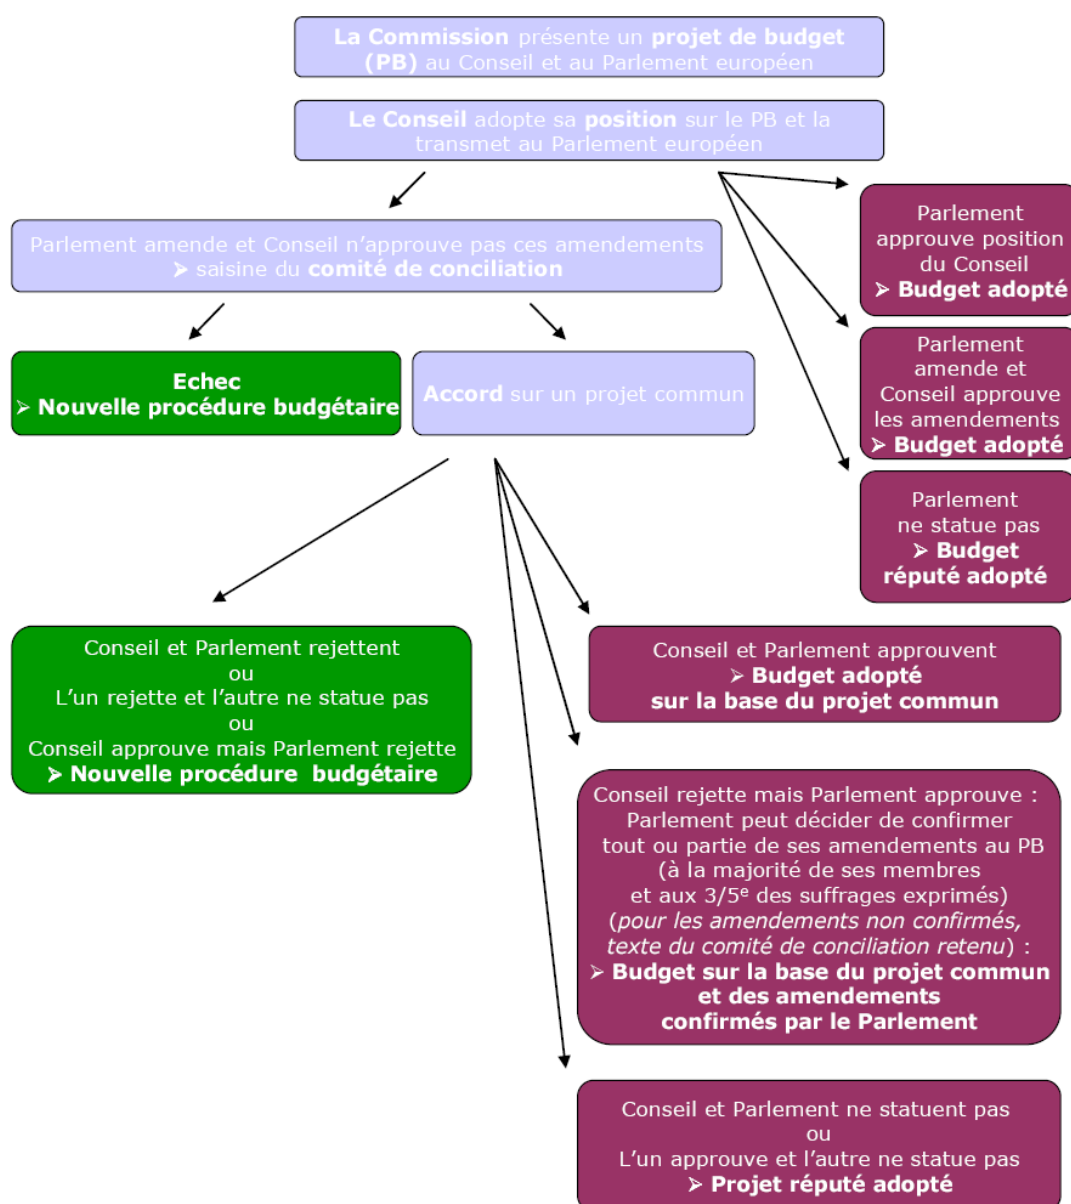 La Commission présente un projet de budget
(PB) au Conseil et au Parlement européen
Le Conseil adopte sa position sur le PB et la
transmet au Parlement européen
Parlement amende et Conseil n’approuve pas ces amendements
➢ saisine du comité de conciliation
Parlement
approuve position
du Conseil
➢ Budget adopté
Parlement
amende et
Conseil approuve
les amendements
➢ Budget adopté
Parlement
ne statue pas
➢ Budget
réputé adopté
Echec
➢ Nouvelle procédure budgétaire
Accord sur un projet commun
Conseil et Parlement rejettent
ou
L’un rejette et l’autre ne statue pas
ou
Conseil approuve mais Parlement rejette
➢ Nouvelle procédure budgétaire
Conseil et Parlement approuvent
➢ Budget adopté
sur la base du projet commun
Conseil rejette mais Parlement approuve :
Parlement peut décider de confirmer
tout ou partie de ses amendements au PB
(à la majorité de ses membres
et aux 3/5e des suffrages exprimés)
(pour les amendements non confirmés,
texte du comité de conciliation retenu) :
➢ Budget sur la base du projet commun
et des amendements
confirmés par le Parlement
Conseil et Parlement ne statuent pas
ou
L’un approuve et l’autre ne statue pas
➢ Projet réputé adopté